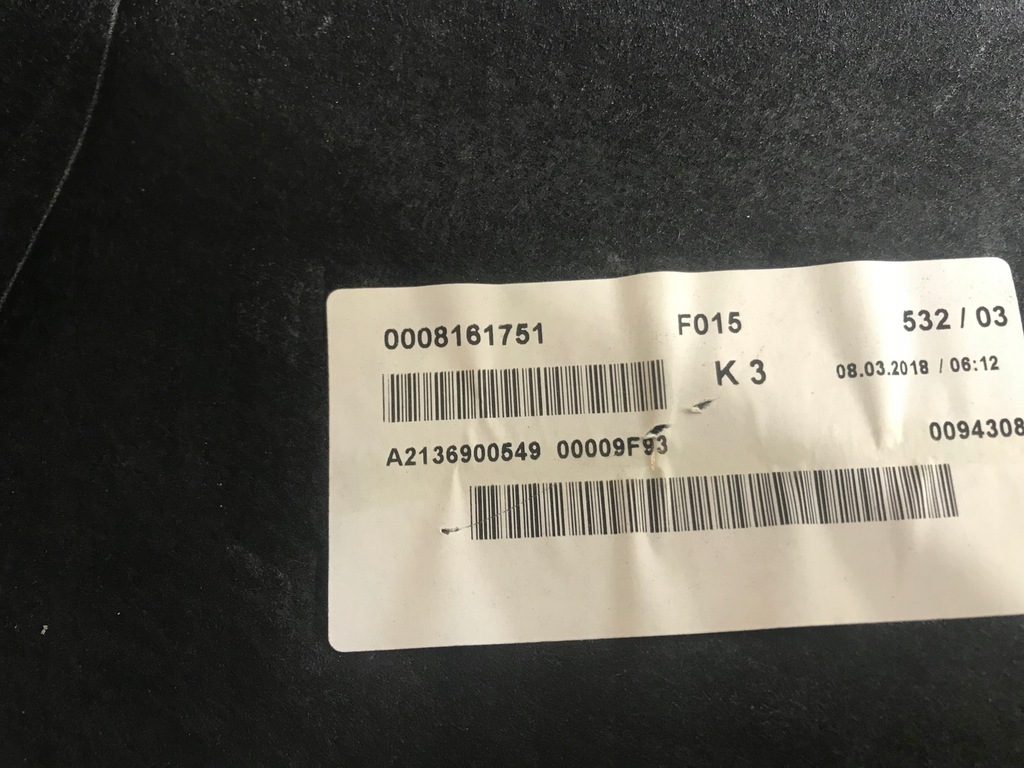 0008161751 F015 532 / 03
K 3 08.03.2018 / 06:12
A2136900549 00009F93 0094308